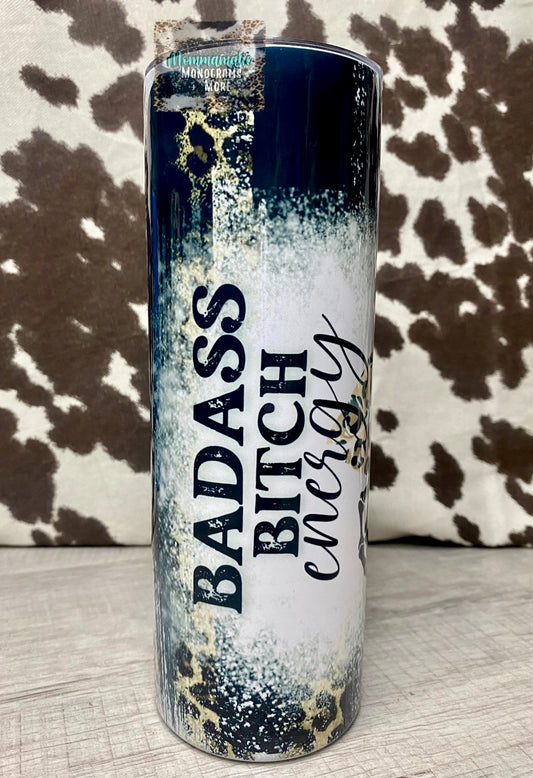 Mommamade
Monograms
& More
BADASS
BITCH
energy